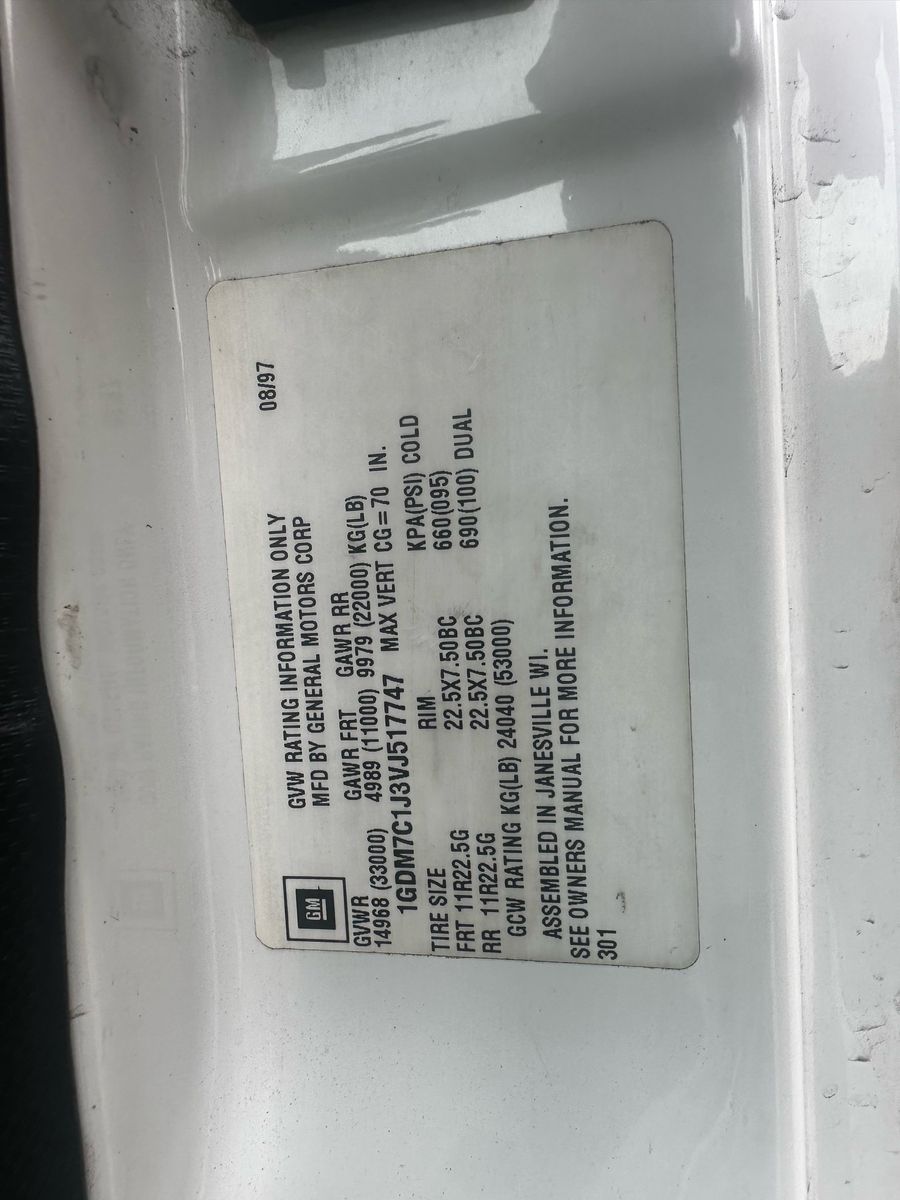 08/97
GVW RATING INFORMATION ONLY
MFD BY GENERAL MOTORS CORP
GM
GVWR GAWR FRT GAWR RR
14968 (33000) 4989 (11000) 9979 (22000) KG(LB)
1GDM7C1J3VJ517747 MAX VERT CG=70 IN.
TIRE SIZE RIM KPA(PSI) COLD
FRT 11R22.5G 22.5X7.50BC 660(095)
RR 11R22.5G 22.5X7.50BC 690(100) DUAL
GCW RATING KG(LB) 24040 (53000)
ASSEMBLED IN JANESVILLE WI.
SEE OWNERS MANUAL FOR MORE INFORMATION.
301